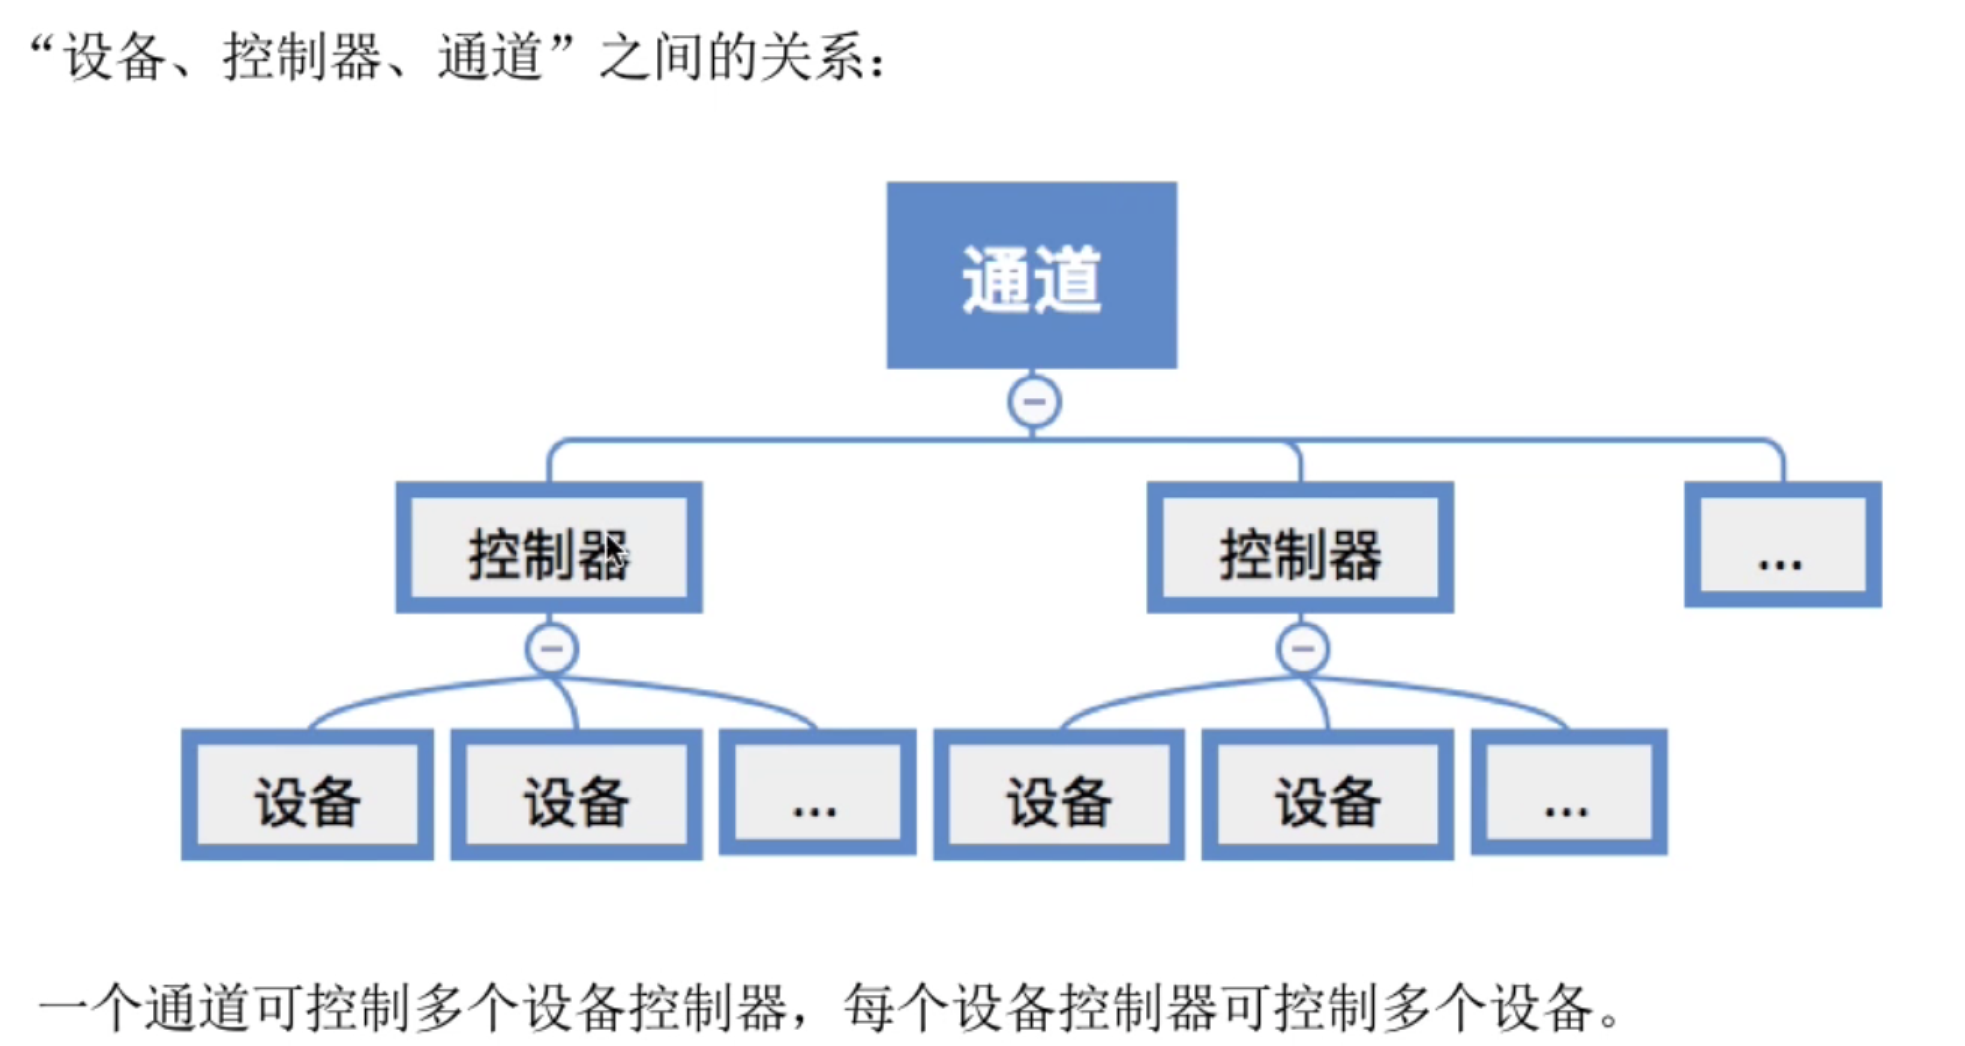 “设备、控制器、通道”之间的关系：
通道
控制器
控制器
...
设备
设备
...
设备
设备
...
一个通道可控制多个设备控制器，每个设备控制器可控制多个设备。